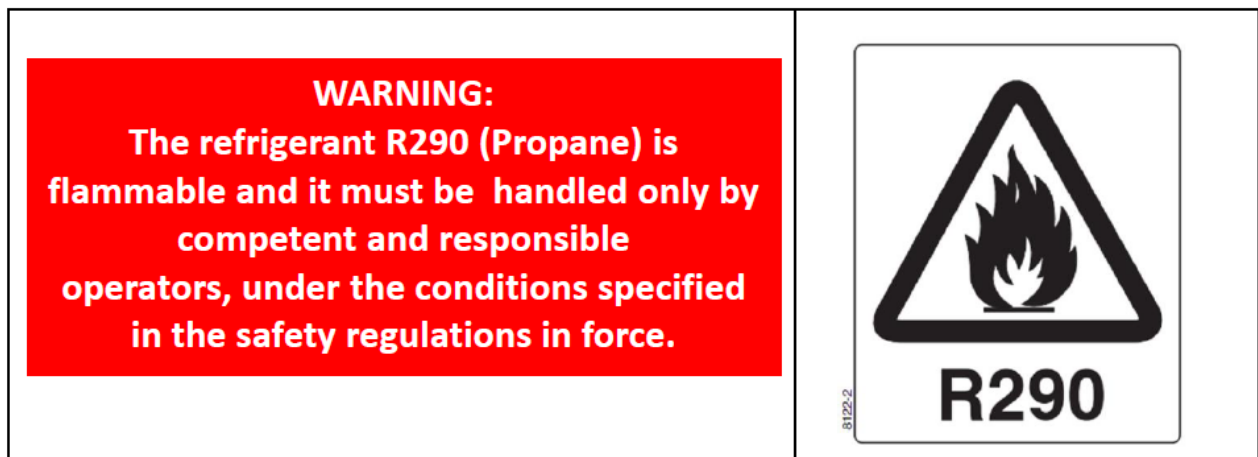 WARNING:
The refrigerant R290 (Propane) is
flammable and it must be  handled only by
competent and responsible
operators, under the conditions specified
in the safety regulations in force.
R290
8122-2